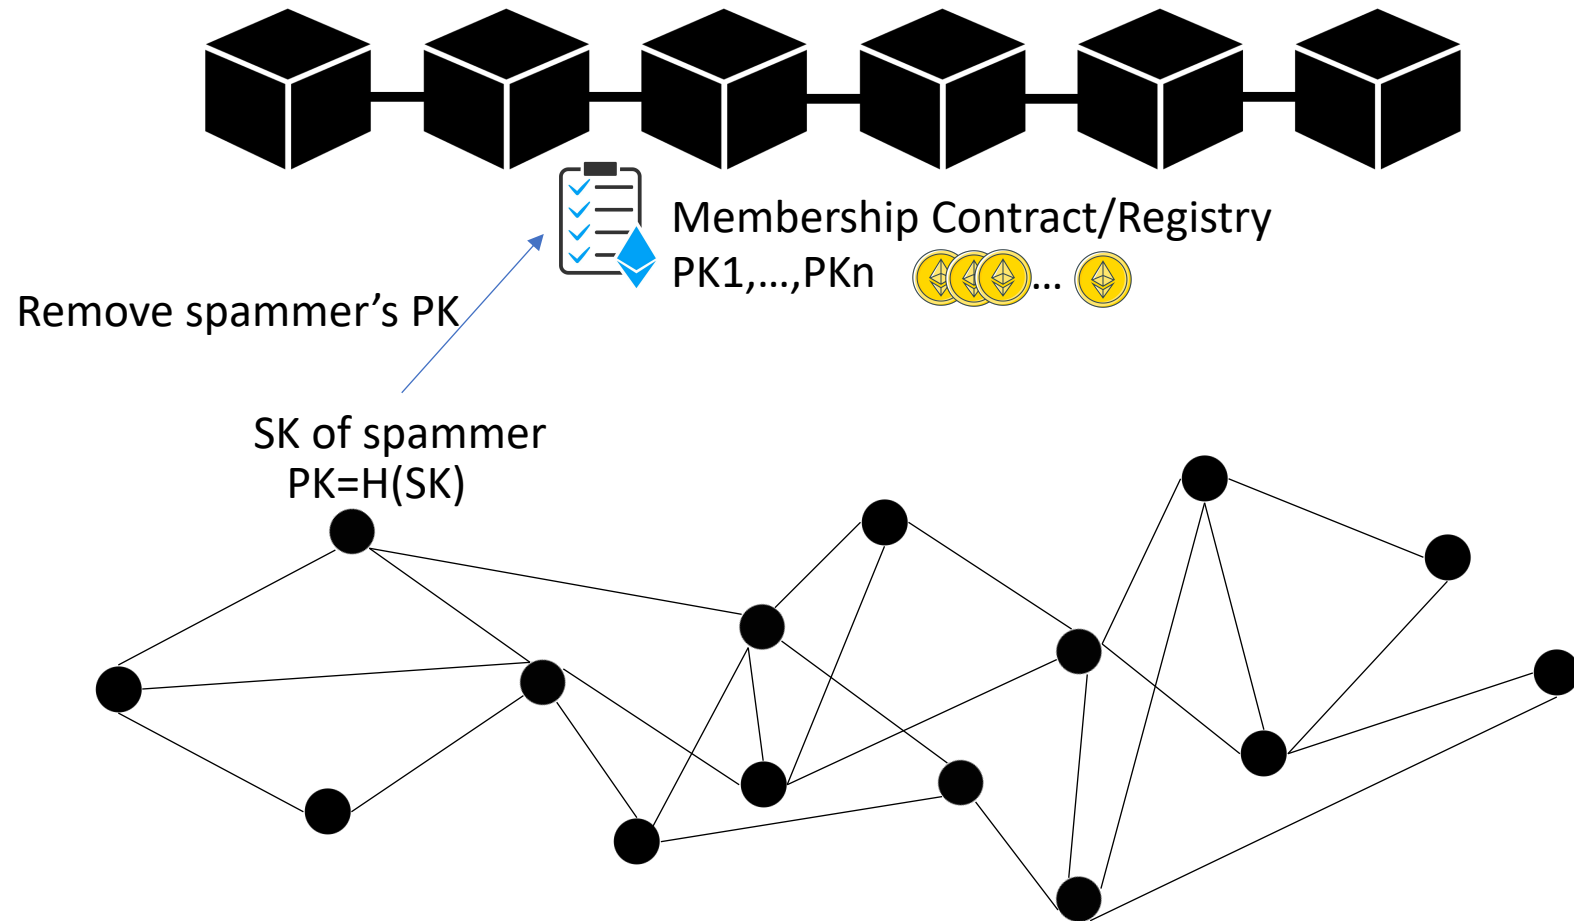 Membership Contract/Registry
PK1,...,PKn ...
Remove spammer's PK
SK of spammer
PK=H(SK)